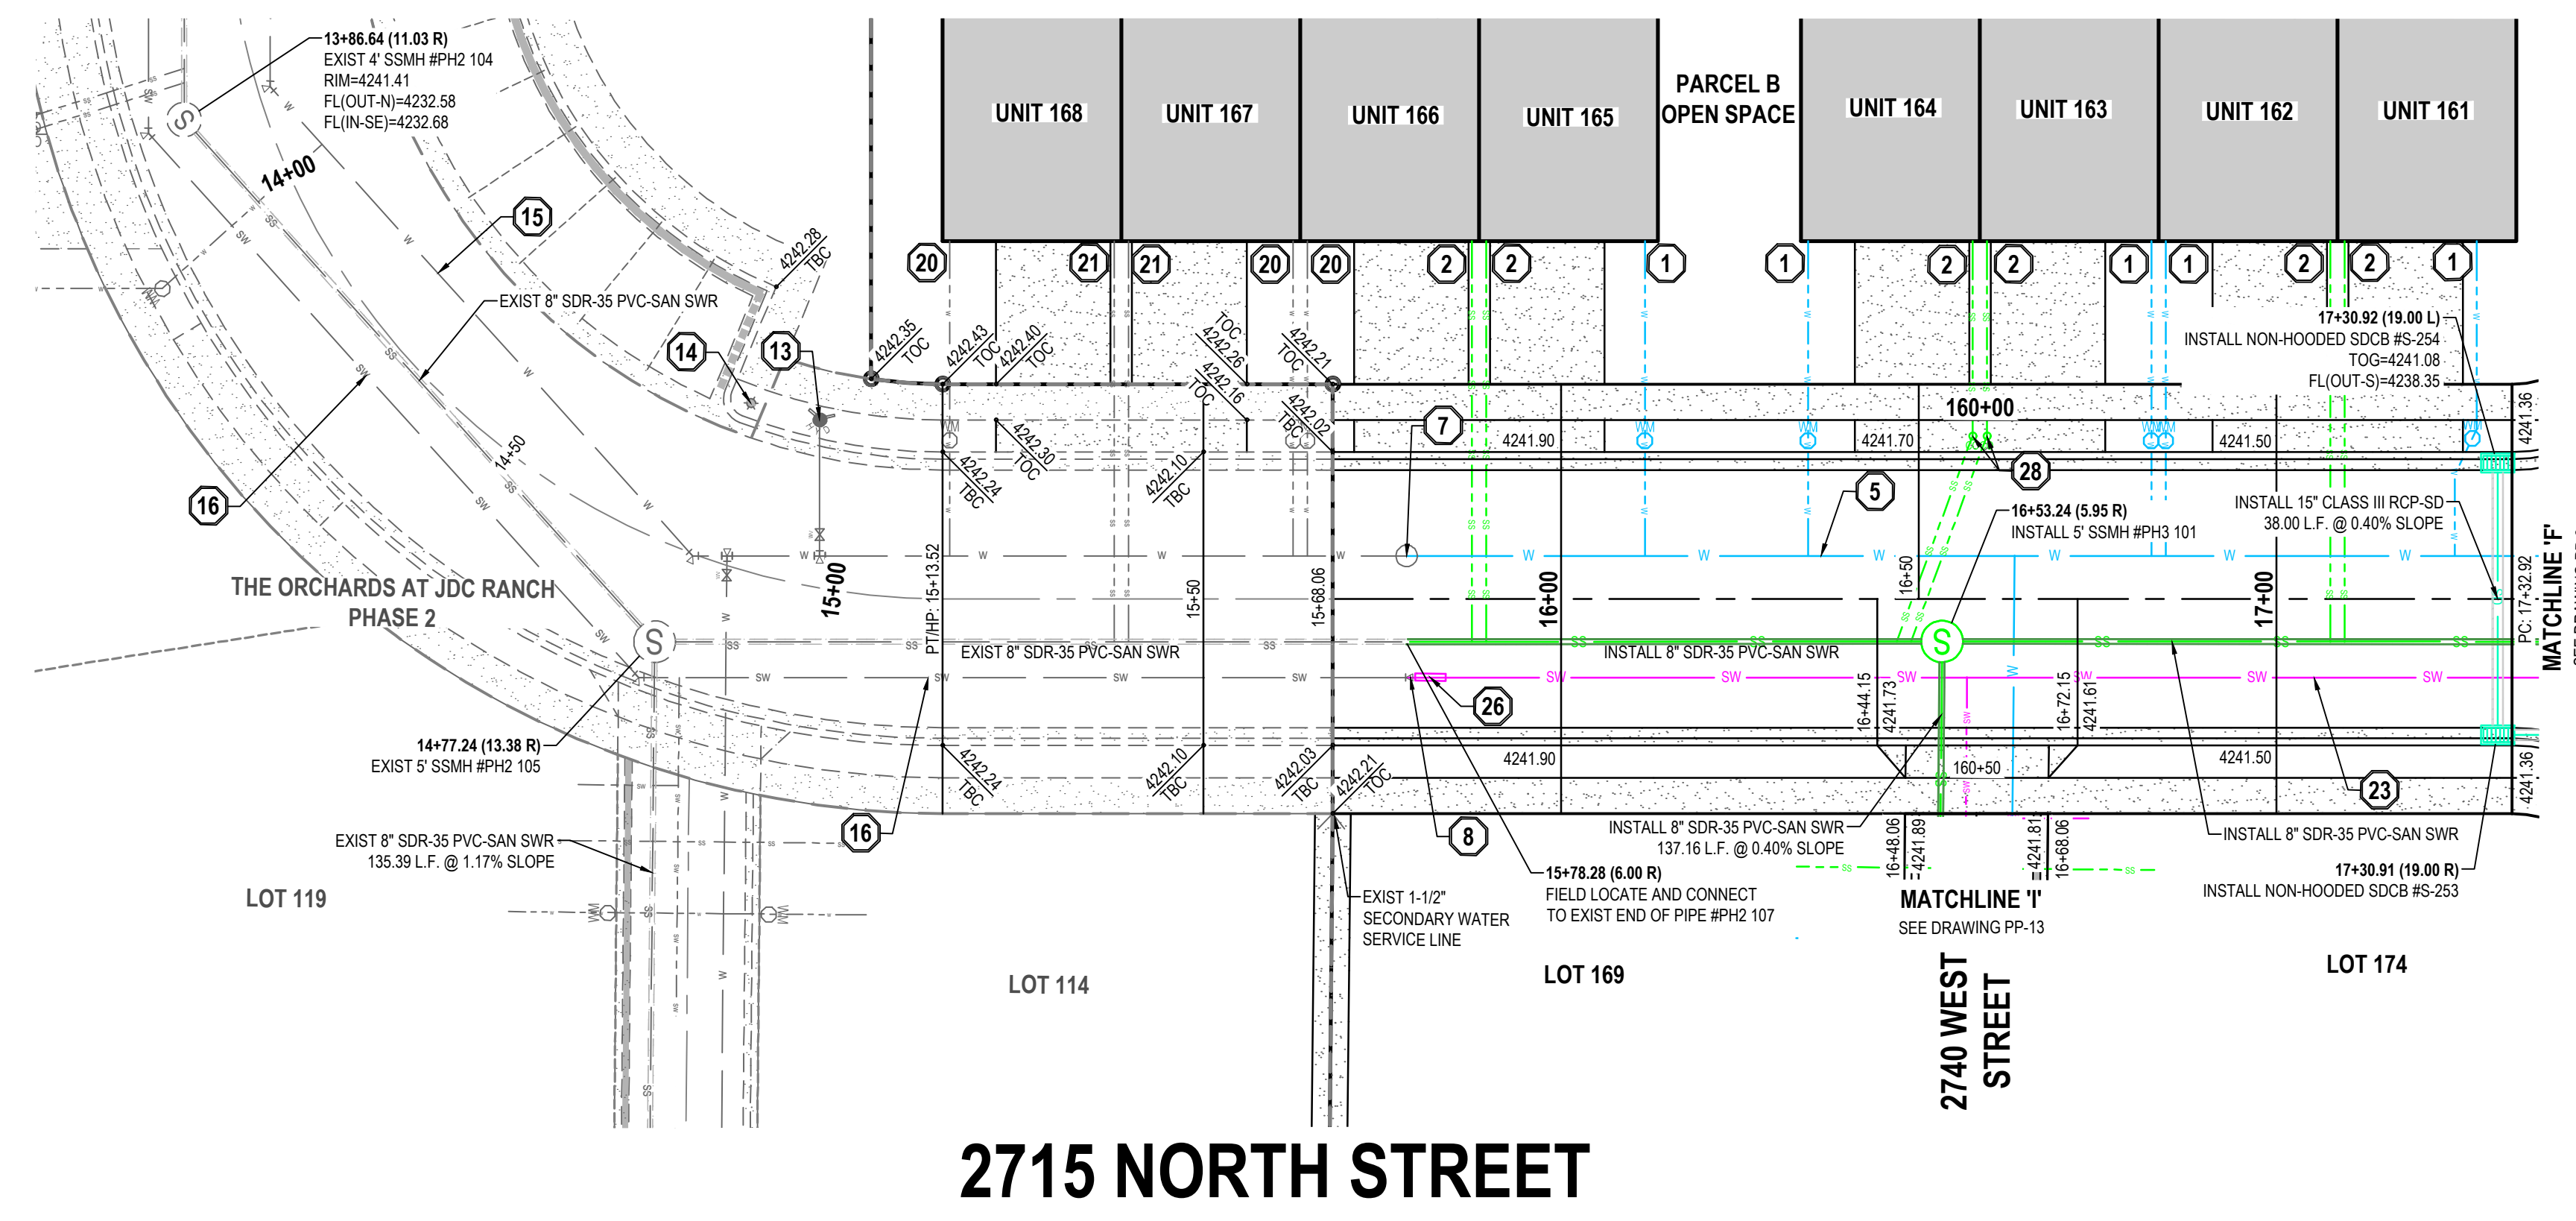 13+86.64 (11.03 R)
EXIST 4' SSMH #PH2 104
RIM=4241.41
FL(OUT-N)=4232.58
FL(IN-SE)=4232.68
14+00
15
EXIST 8" SDR-35 PVC-SAN SWR
16
14+50
14
13
4242.28
TBC
UNIT 168
UNIT 167
UNIT 166
UNIT 165
PARCEL B
OPEN SPACE
UNIT 164
UNIT 163
UNIT 162
UNIT 161
20
21
21
20
20
2
2
1
1
2
2
1
1
2
2
1
4242.35
TOC
4242.43
TOC
4242.40
TOC
TOC
4242.26
4242.16
TOC
4242.21
TOC
4242.02
TBC
4242.30
TOC
4242.24
TBC
4242.10
TBC
17+30.92 (19.00 L)
INSTALL NON-HOODED SDCB #S-254
TOG=4241.08
FL(OUT-S)=4238.35
160+00
7
4241.90
4241.70
4241.50
4241.36
28
5
16+53.24 (5.95 R)
INSTALL 5' SSMH #PH3 101
INSTALL 15" CLASS III RCP-SD
38.00 L.F. @ 0.40% SLOPE
THE ORCHARDS AT JDC RANCH
PHASE 2
15+00
PT/HP: 15+13.52
15+50
15+68.06
16+00
16+50
17+00
PC: 17+32.92
MATCHLINE 'F'
S
S
S
EXIST 8" SDR-35 PVC-SAN SWR
INSTALL 8" SDR-35 PVC-SAN SWR
26
16+44.15
4241.73
16+72.15
4241.61
14+77.24 (13.38 R)
EXIST 5' SSMH #PH2 105
4242.24
TBC
4242.10
TBC
4242.03
TBC
4242.21
TOC
4241.90
160+50
4241.50
4241.36
23
16
8
EXIST 8" SDR-35 PVC-SAN SWR
135.39 L.F. @ 1.17% SLOPE
INSTALL 8" SDR-35 PVC-SAN SWR
137.16 L.F. @ 0.40% SLOPE
16+48.06
4241.89
4241.81
16+68.06
INSTALL 8" SDR-35 PVC-SAN SWR
15+78.28 (6.00 R)
FIELD LOCATE AND CONNECT
TO EXIST END OF PIPE #PH2 107
17+30.91 (19.00 R)
INSTALL NON-HOODED SDCB #S-253
EXIST 1-1/2"
SECONDARY WATER
SERVICE LINE
MATCHLINE 'I'
SEE DRAWING PP-13
LOT 119
LOT 114
LOT 169
LOT 174
2740 WEST
STREET
2715 NORTH STREET